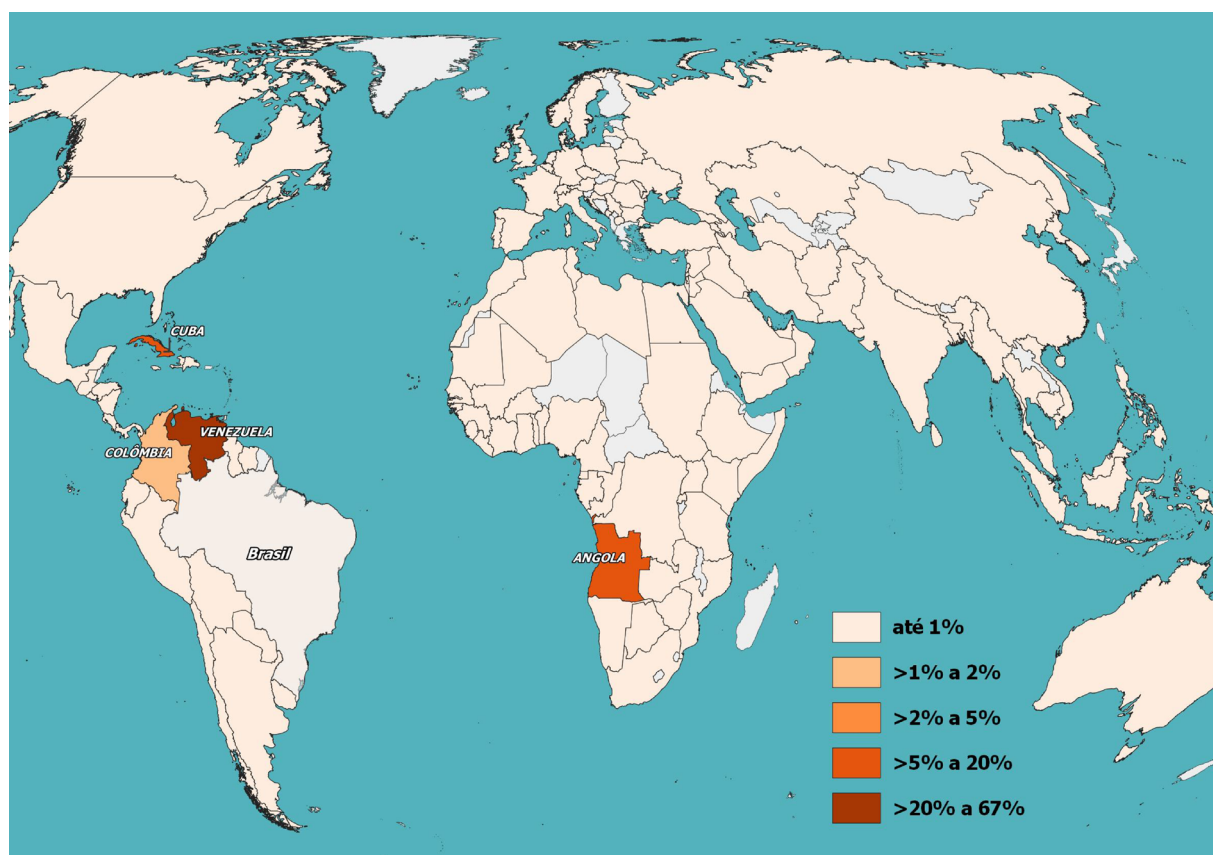 CUBA
VENEZUELA
COLÔMBIA
Brasil
ANGOLA
até 1%
>1% a 2%
>2% a 5%
>5% a 20%
>20% a 67%